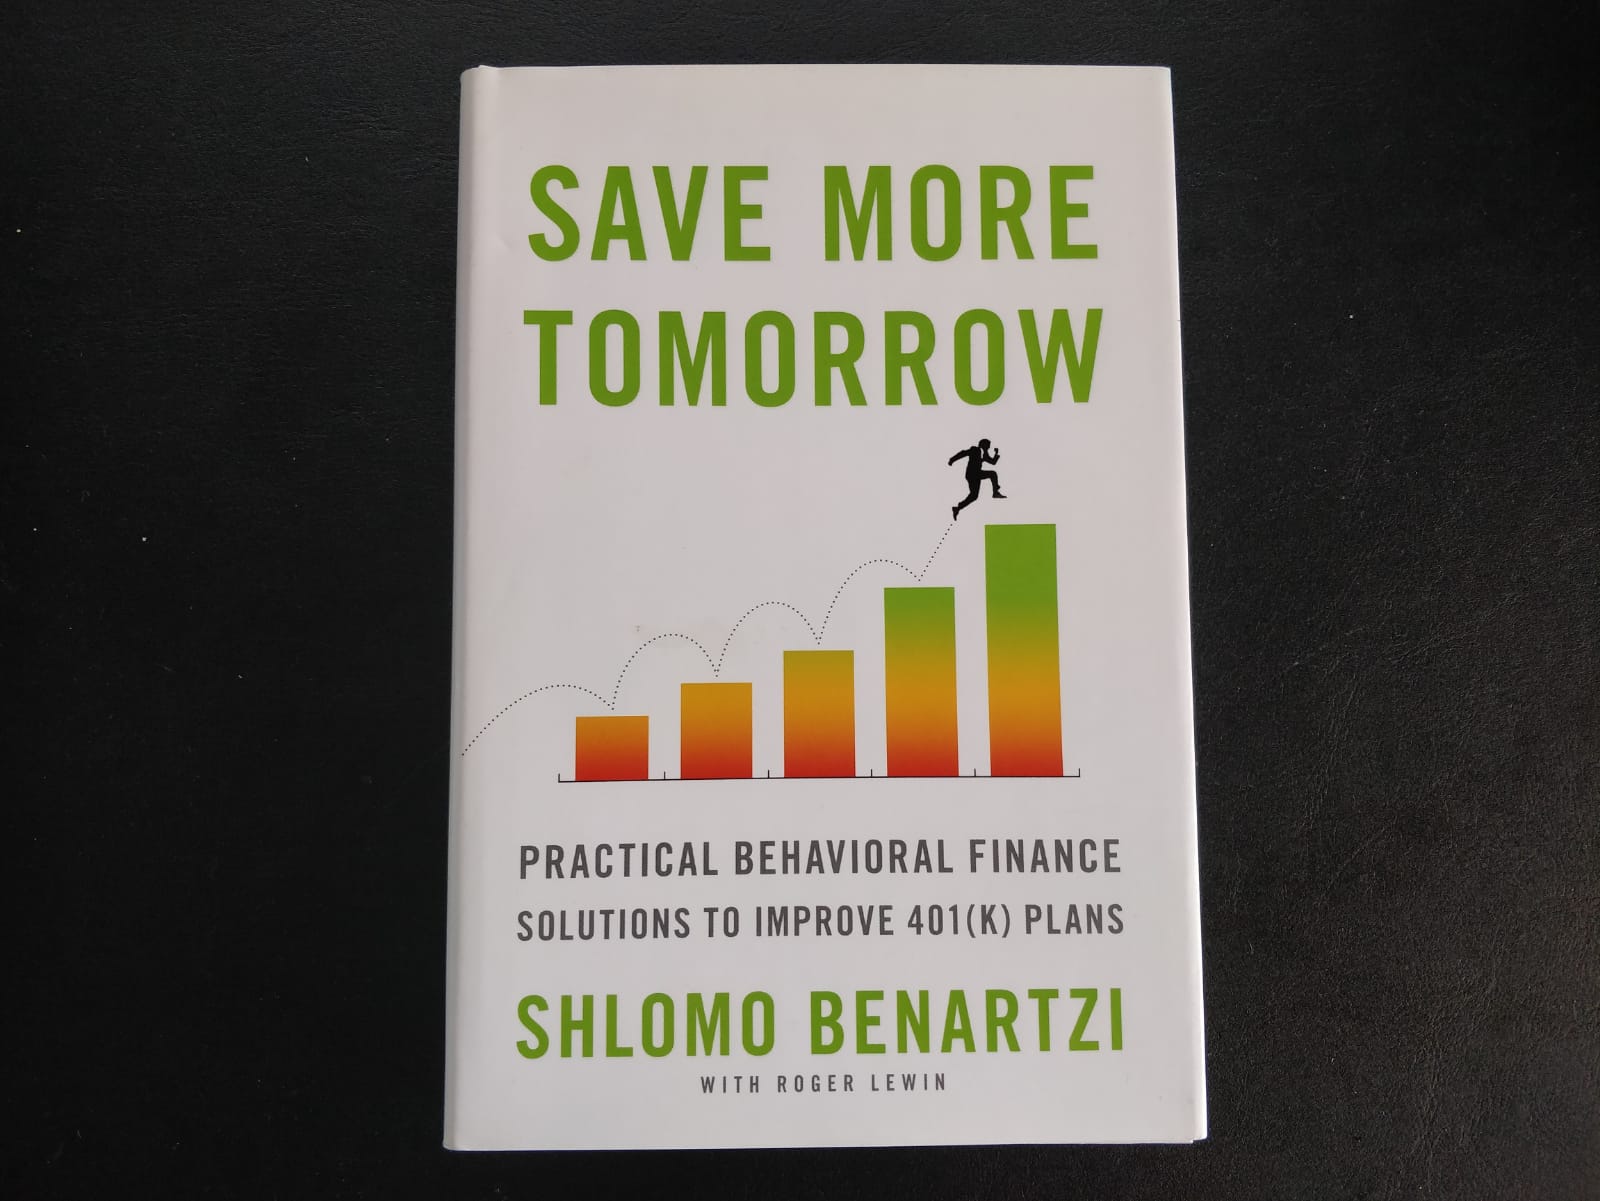 SAVE MORE
TOMORROW
PRACTICAL BEHAVIORAL FINANCE
SOLUTIONS TO IMPROVE 401(K) PLANS
SHLOMO BENARTZI
WITH ROGER LEWIN